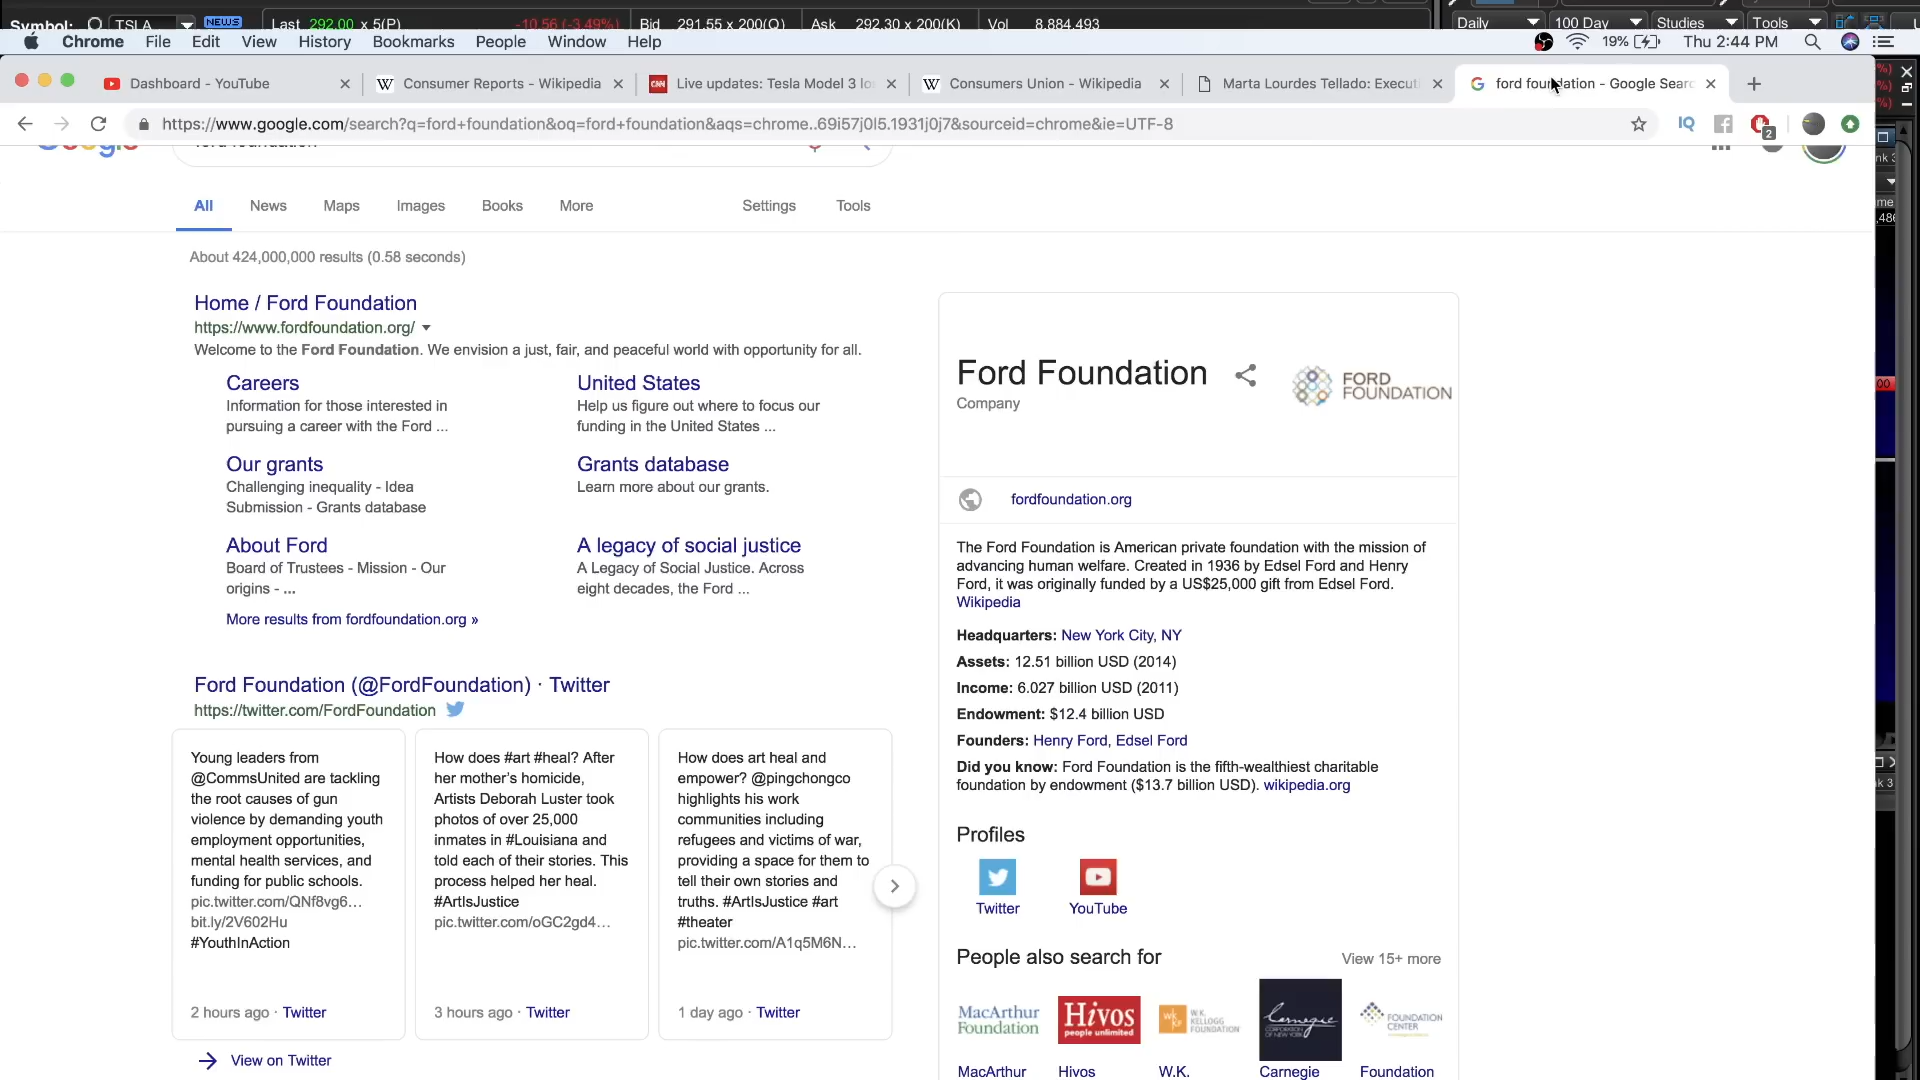 Symbol: TSLA NEWS Last 292.00 x 5(P) -10.56 (-3.49%) Bid 291.55 x 200(Q) Ask 292.30 x 200(K) Vol 8,884,493
Daily 100 Day Studies Tools
Chrome File Edit View History Bookmarks People Window Help 19% Thu 2:44 PM
Dashboard - YouTube
Consumer Reports - Wikipedia
Live updates: Tesla Model 3 lo
Consumers Union - Wikipedia
Marta Lourdes Tellado: Executi
ford foundation - Google Searc
https://www.google.com/search?q=ford+foundation&oq=ford+foundation&aqs=chrome..69i57j0l5.1931j0j7&sourceid=chrome&ie=UTF-8
IQ
2
All News Maps Images Books More Settings Tools
About 424,000,000 results (0.58 seconds)
Home / Ford Foundation
https://www.fordfoundation.org/
Welcome to the Ford Foundation. We envision a just, fair, and peaceful world with opportunity for all.
Careers
Information for those interested in
pursuing a career with the Ford ...
United States
Help us figure out where to focus our
funding in the United States ...
Our grants
Challenging inequality - Idea
Submission - Grants database
Grants database
Learn more about our grants.
About Ford
Board of Trustees - Mission - Our
origins - ...
A legacy of social justice
A Legacy of Social Justice. Across
eight decades, the Ford ...
More results from fordfoundation.org »
Ford Foundation (@FordFoundation) · Twitter
https://twitter.com/FordFoundation
Young leaders from
@CommsUnited are tackling
the root causes of gun
violence by demanding youth
employment opportunities,
mental health services, and
funding for public schools.
pic.twitter.com/QNf8vg6…
bit.ly/2V602Hu
#YouthInAction
2 hours ago · Twitter
How does #art #heal? After
her mother's homicide,
Artists Deborah Luster took
photos of over 25,000
inmates in #Louisiana and
told each of their stories. This
process helped her heal.
#ArtIsJustice
pic.twitter.com/oGC2gd4…
3 hours ago · Twitter
How does art heal and
empower? @pingchongco
highlights his work
communities including
refugees and victims of war,
providing a space for them to
tell their own stories and
truths. #ArtIsJustice #art
#theater
pic.twitter.com/A1q5M6N…
1 day ago · Twitter
View on Twitter
Ford Foundation
Company
FORD
FOUNDATION
fordfoundation.org
The Ford Foundation is American private foundation with the mission of
advancing human welfare. Created in 1936 by Edsel Ford and Henry
Ford, it was originally funded by a US$25,000 gift from Edsel Ford.
Wikipedia
Headquarters: New York City, NY
Assets: 12.51 billion USD (2014)
Income: 6.027 billion USD (2011)
Endowment: $12.4 billion USD
Founders: Henry Ford, Edsel Ford
Did you know: Ford Foundation is the fifth-wealthiest charitable
foundation by endowment ($13.7 billion USD). wikipedia.org
Profiles
Twitter YouTube
People also search for View 15+ more
MacArthur
Foundation
Hivos
people unlimited
W.K.
KELLOGG
FOUNDATION
Carnegie
CORPORATION
OF NEW YORK
FOUNDATION
CENTER
MacArthur Hivos W.K. Carnegie Foundation